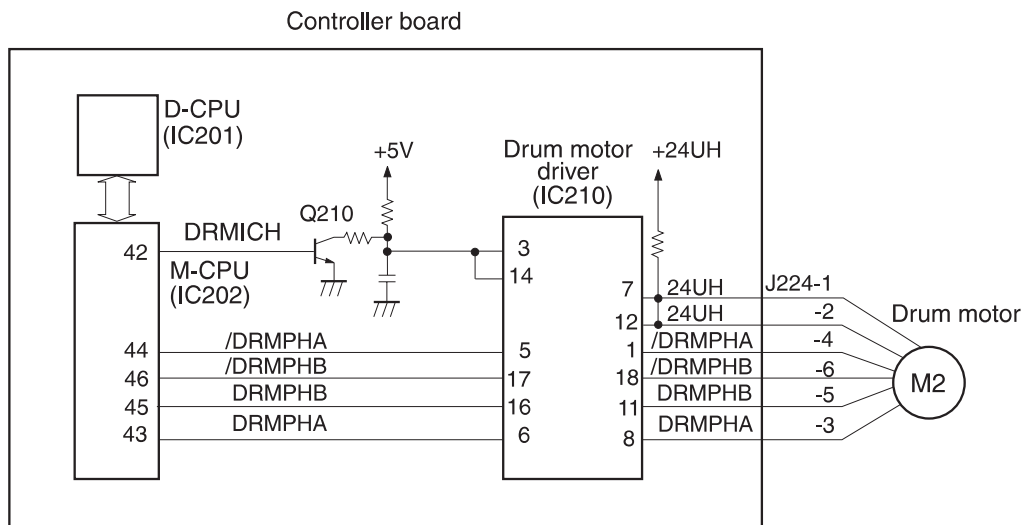 Controller board
D-CPU
(IC201)
+5V
Drum motor
driver
(IC210)
+24UH
Q210
42
DRMICH
3
14
M-CPU
(IC202)
7
24UH
J224-1
12
24UH
-2
Drum motor
44
/DRMPHA
5
1
/DRMPHA
-4
46
/DRMPHB
17
18
/DRMPHB
-6
M2
45
DRMPHB
16
11
DRMPHB
-5
43
DRMPHA
6
8
DRMPHA
-3